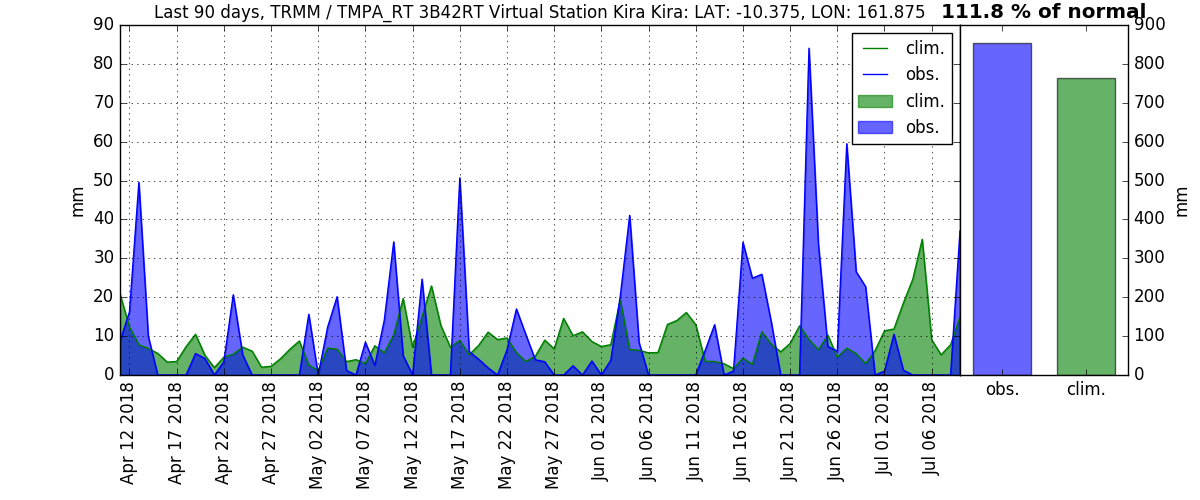 Last 90 days, TRMM / TMPA_RT 3B42RT Virtual Station Kira Kira: LAT: -10.375, LON: 161.875
111.8 % of normal
90
80
70
60
50
40
30
20
10
0
mm
clim.
obs.
clim.
obs.
900
800
700
600
500
400
300
200
100
0
mm
Apr 12 2018
Apr 17 2018
Apr 22 2018
Apr 27 2018
May 02 2018
May 07 2018
May 12 2018
May 17 2018
May 22 2018
May 27 2018
Jun 01 2018
Jun 06 2018
Jun 11 2018
Jun 16 2018
Jun 21 2018
Jun 26 2018
Jul 01 2018
Jul 06 2018
obs.
clim.